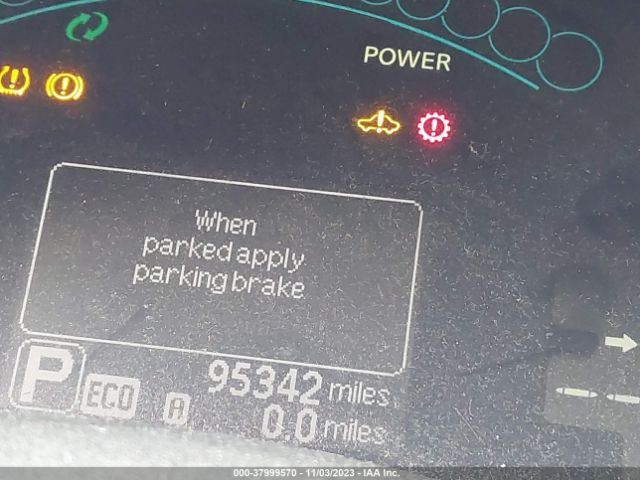 POWER
When
parked apply
parking brake
P ECO A 95342 miles
0.0 miles
000-37999570 - 11/03/2023 - IAA Inc.